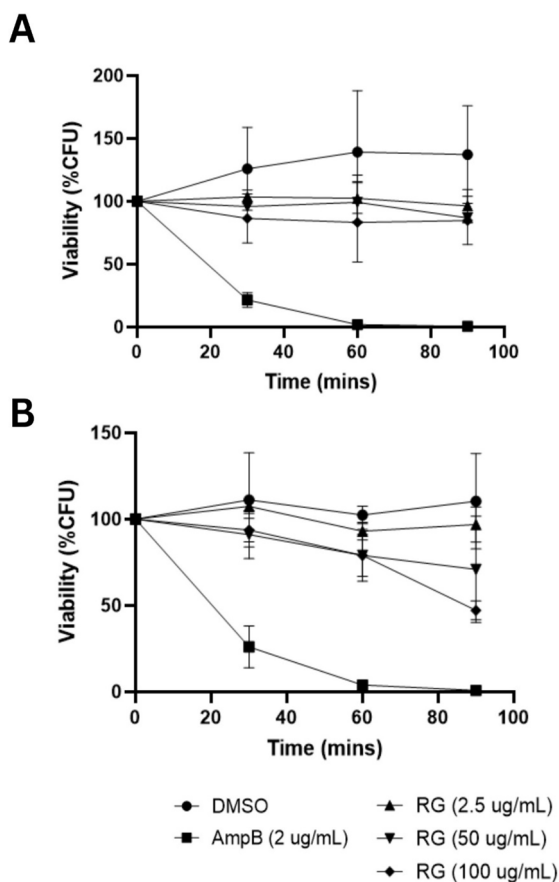 A
200
150
100
50
0
Viability (%CFU)
0 20 40 60 80 100
Time (mins)
B
150
100
50
0
Viability (%CFU)
0 20 40 60 80 100
Time (mins)
DMSO
AmpB (2 ug/mL)
RG (2.5 ug/mL)
RG (50 ug/mL)
RG (100 ug/mL)